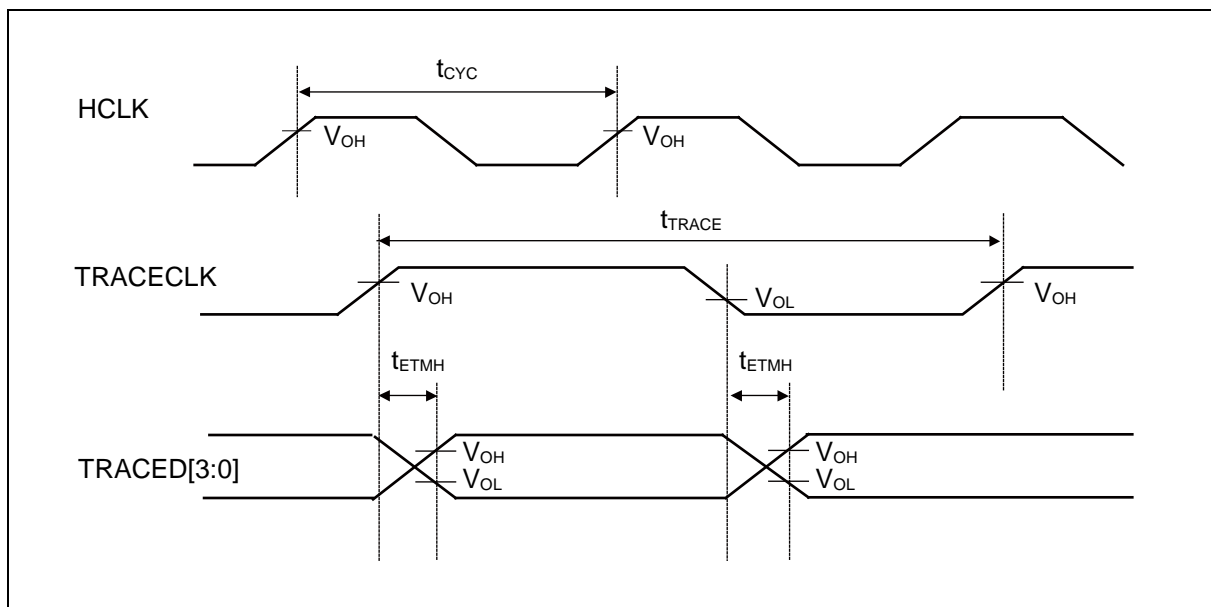 tCYC
HCLK
VOH VOH
tTRACE
TRACECLK
VOH VOL VOH
tETMH tETMH
TRACED[3:0]
VOH VOH
VOL VOL